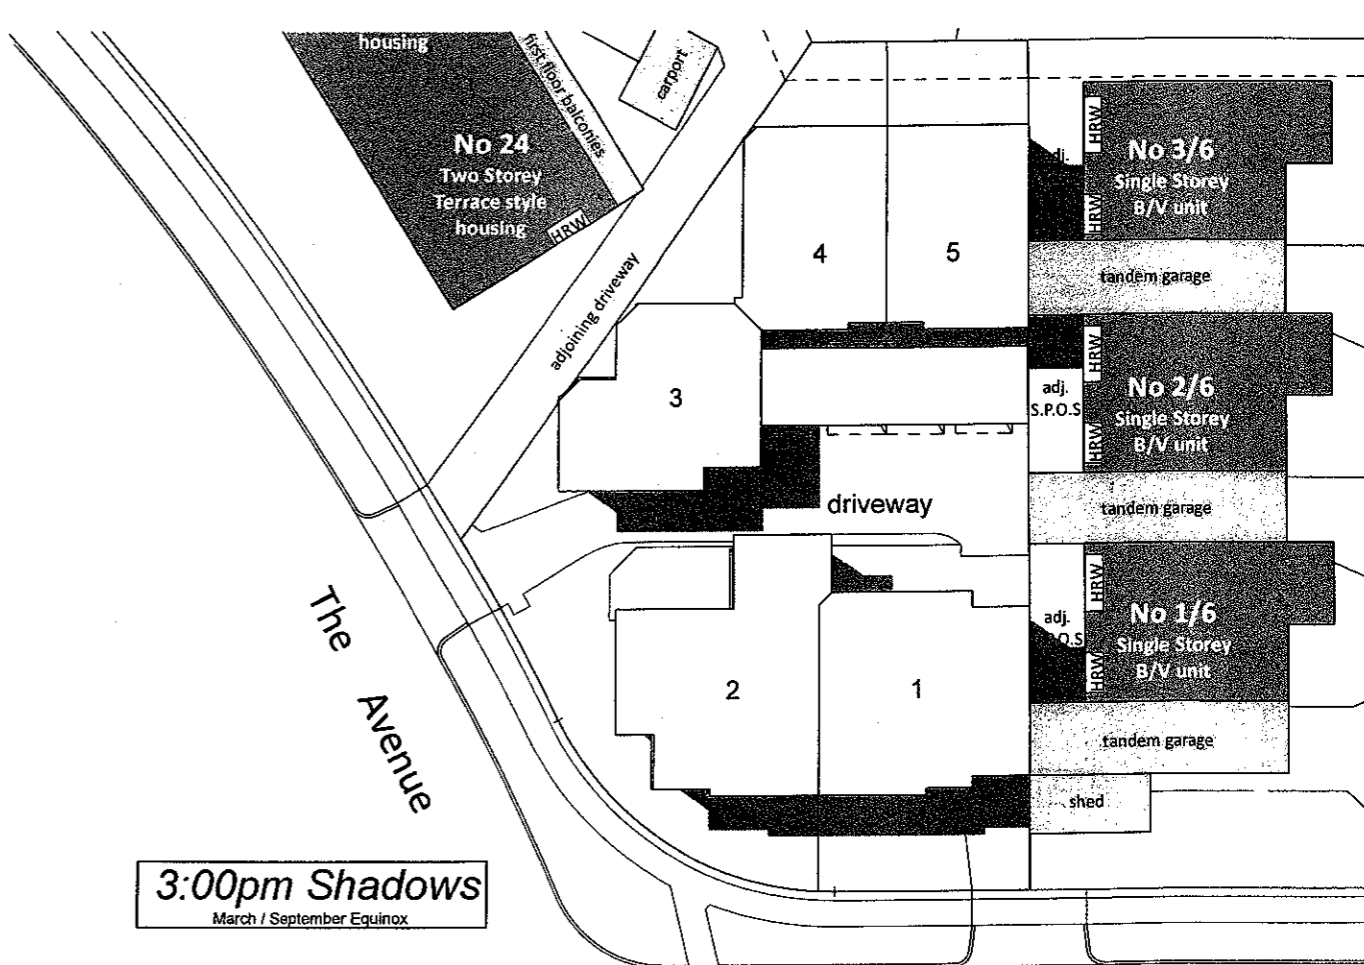 housing
first floor balconies
carport
No 24
Two Storey
Terrace style
housing
HRW
adjoining driveway
4
5
3
HRW
HRW
adj.
No 3/6
Single Storey
B/V unit
tandem garage
HRW
HRW
adj.
S.P.O.S
No 2/6
Single Storey
B/V unit
tandem garage
driveway
HRW
HRW
adj.
P.O.S
No 1/6
Single Storey
B/V unit
tandem garage
shed
2
1
The Avenue
3:00pm Shadows
March / September Equinox